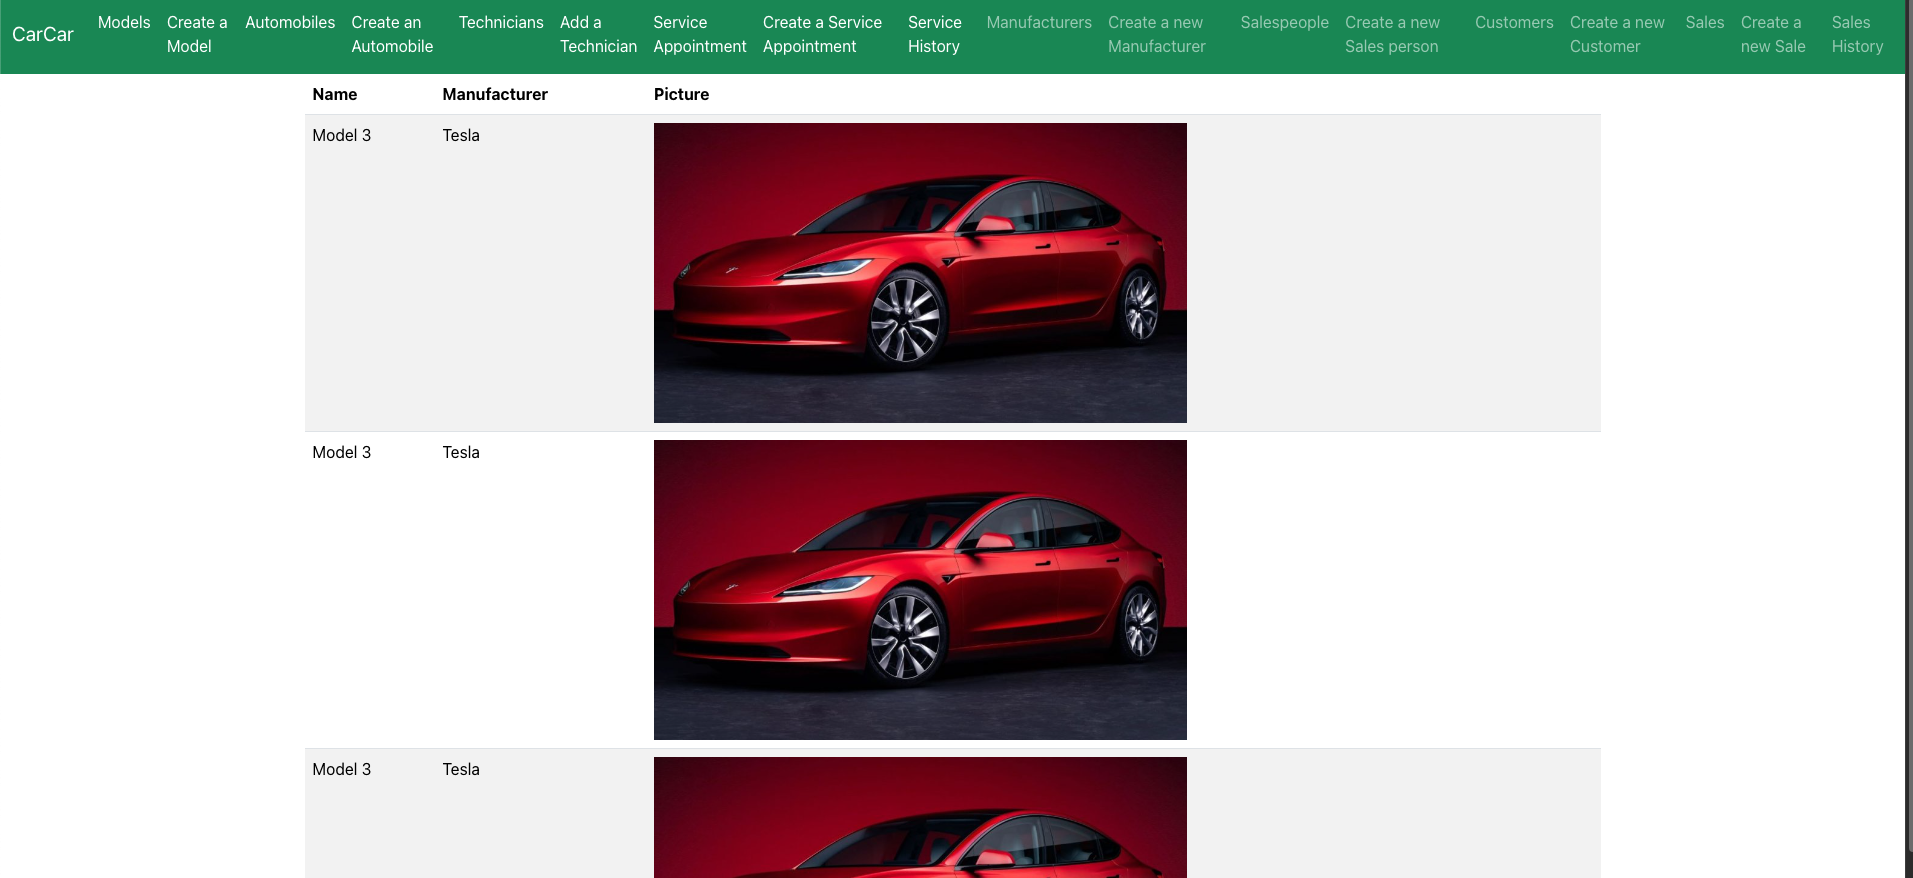 CarCar
Models
Create a
Model
Automobiles
Create an
Automobile
Technicians
Add a
Technician
Service
Appointment
Create a Service
Appointment
Service
History
Manufacturers
Create a new
Manufacturer
Salespeople
Create a new
Sales person
Customers
Create a new
Customer
Sales
Create a
new Sale
Sales
History
Name Manufacturer Picture
Model 3 Tesla
Model 3 Tesla
Model 3 Tesla